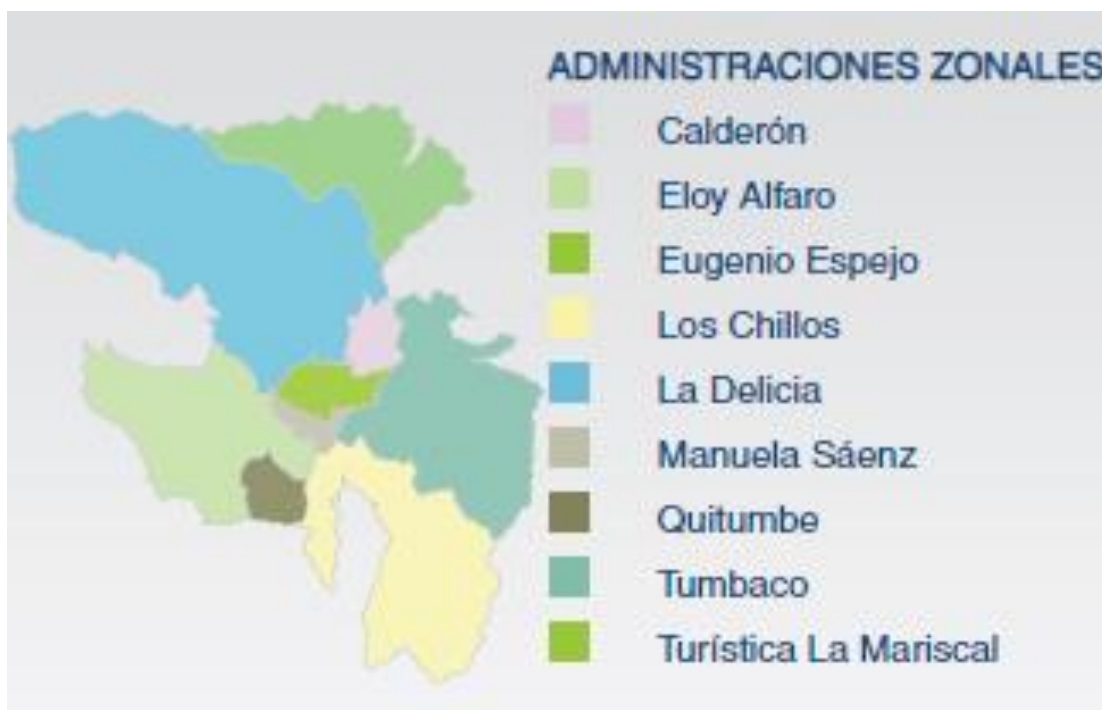 ADMINISTRACIONES ZONALES
Calderón
Eloy Alfaro
Eugenio Espejo
Los Chillos
La Delicia
Manuela Sáenz
Quitumbe
Tumbaco
Turística La Mariscal